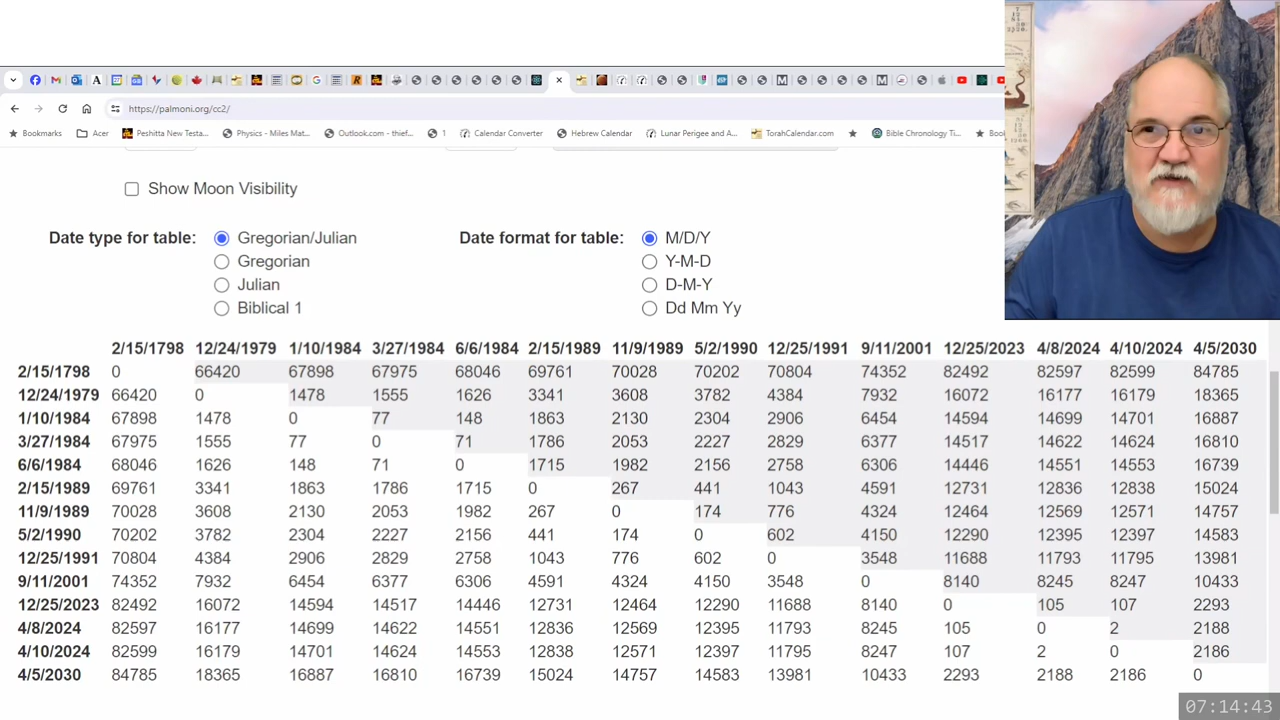 https://palmoni.org/cc2/
Bookmarks Acer Peshitta New Testa... Physics - Miles Mat... Outlook.com - thief... 1 Calendar Converter Hebrew Calendar Lunar Perigee and A... TorahCalendar.com Bible Chronology Ti... Boo
Show Moon Visibility
Date type for table: Gregorian/Julian Date format for table: M/D/Y
Gregorian Y-M-D
Julian D-M-Y
Biblical 1 Dd Mm Yy
2/15/1798 12/24/1979 1/10/1984 3/27/1984 6/6/1984 2/15/1989 11/9/1989 5/2/1990 12/25/1991 9/11/2001 12/25/2023 4/8/2024 4/10/2024 4/5/2030
2/15/1798 0 66420 67898 67975 68046 69761 70028 70202 70804 74352 82492 82597 82599 84785
12/24/1979 66420 0 1478 1555 1626 3341 3608 3782 4384 7932 16072 16177 16179 18365
1/10/1984 67898 1478 0 77 148 1863 2130 2304 2906 6454 14594 14699 14701 16887
3/27/1984 67975 1555 77 0 71 1786 2053 2227 2829 6377 14517 14622 14624 16810
6/6/1984 68046 1626 148 71 0 1715 1982 2156 2758 6306 14446 14551 14553 16739
2/15/1989 69761 3341 1863 1786 1715 0 267 441 1043 4591 12731 12836 12838 15024
11/9/1989 70028 3608 2130 2053 1982 267 0 174 776 4324 12464 12569 12571 14757
5/2/1990 70202 3782 2304 2227 2156 441 174 0 602 4150 12290 12395 12397 14583
12/25/1991 70804 4384 2906 2829 2758 1043 776 602 0 3548 11688 11793 11795 13981
9/11/2001 74352 7932 6454 6377 6306 4591 4324 4150 3548 0 8140 8245 8247 10433
12/25/2023 82492 16072 14594 14517 14446 12731 12464 12290 11688 8140 0 105 107 2293
4/8/2024 82597 16177 14699 14622 14551 12836 12569 12395 11793 8245 105 0 2 2188
4/10/2024 82599 16179 14701 14624 14553 12838 12571 12397 11795 8247 107 2 0 2186
4/5/2030 84785 18365 16887 16810 16739 15024 14757 14583 13981 10433 2293 2188 2186 0
07:14:43